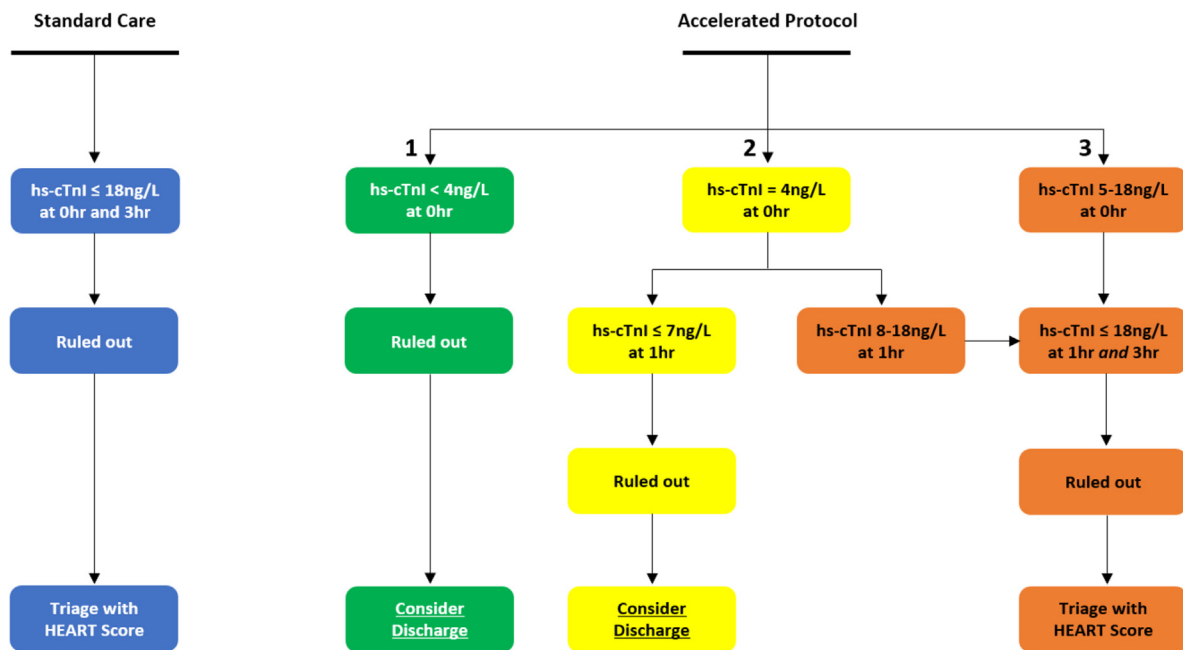 Standard Care
Accelerated Protocol
1
2
3
hs-cTnI ≤ 18ng/L
at 0hr and 3hr
hs-cTnI < 4ng/L
at 0hr
hs-cTnI = 4ng/L
at 0hr
hs-cTnI 5-18ng/L
at 0hr
Ruled out
Ruled out
hs-cTnI ≤ 7ng/L
at 1hr
hs-cTnI 8-18ng/L
at 1hr
hs-cTnI ≤ 18ng/L
at 1hr and 3hr
Ruled out
Ruled out
Triage with
HEART Score
Consider
Discharge
Consider
Discharge
Triage with
HEART Score